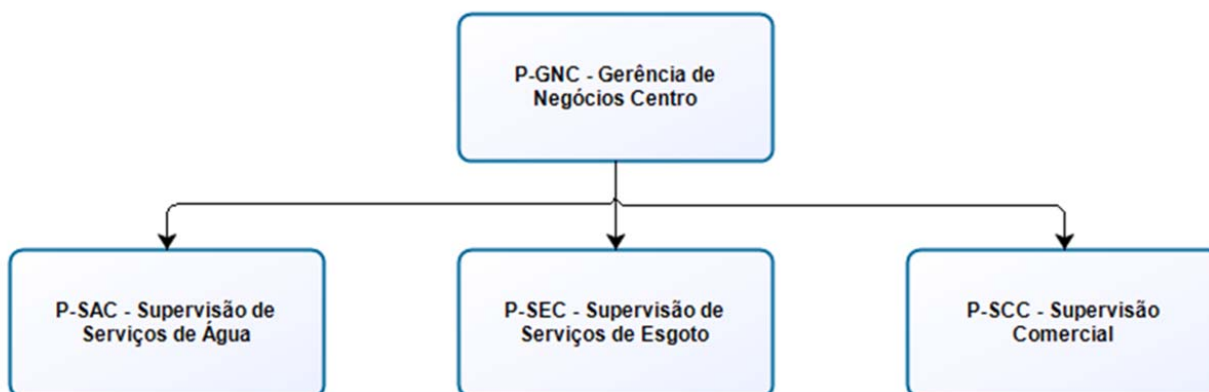 P-GNC - Gerência de
Negócios Centro
P-SAC - Supervisão de
Serviços de Água
P-SEC - Supervisão de
Serviços de Esgoto
P-SCC - Supervisão
Comercial